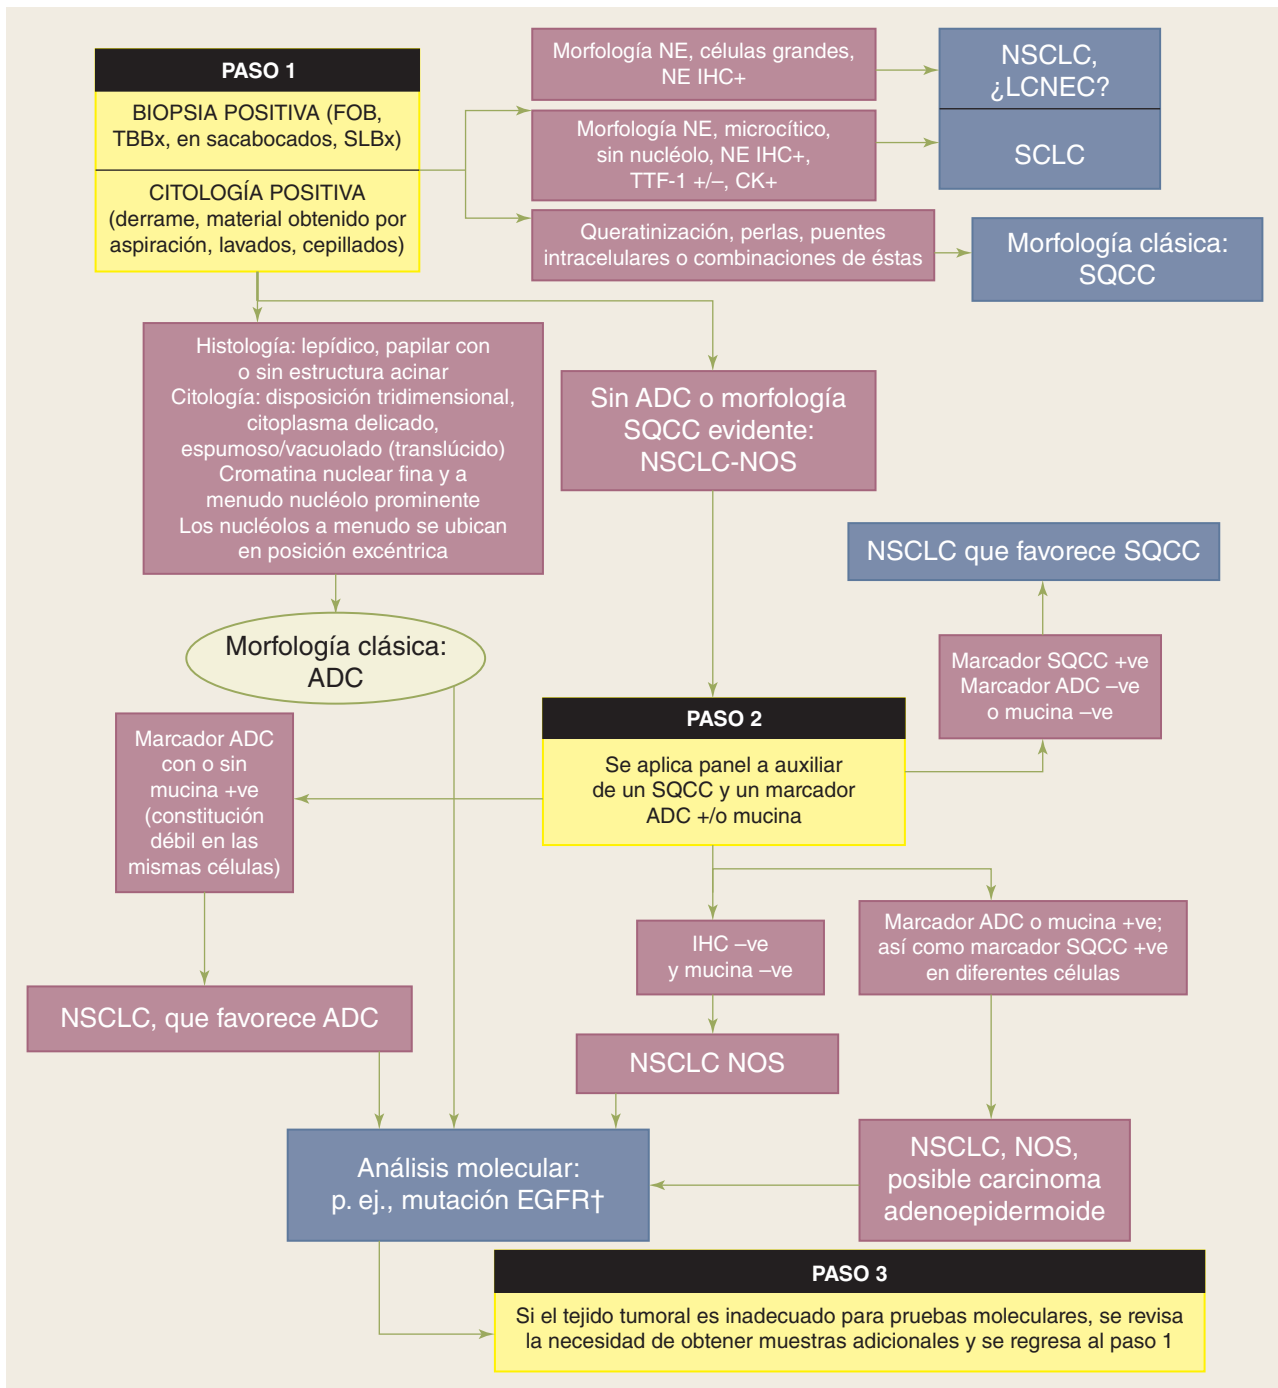 PASO 1
BIOPSIA POSITIVA (FOB,
TBBx, en sacabocados, SLBx)
CITOLOGÍA POSITIVA
(derrame, material obtenido por
aspiración, lavados, cepillados)
Morfología NE, células grandes,
NE IHC+
NSCLC,
¿LCNEC?
Morfología NE, microcítico,
sin nucléolo, NE IHC+,
TTF-1 +/–, CK+
SCLC
Queratinización, perlas, puentes
intracelulares o combinaciones de éstas
Morfología clásica:
SQCC
Histología: lepídico, papilar con
o sin estructura acinar
Citología: disposición tridimensional,
citoplasma delicado,
espumoso/vacuolado (translúcido)
Cromatina nuclear fina y a
menudo nucléolo prominente
Los nucléolos a menudo se ubican
en posición excéntrica
Sin ADC o morfología
SQCC evidente:
NSCLC-NOS
Morfología clásica:
ADC
NSCLC que favorece SQCC
Marcador SQCC +ve
Marcador ADC –ve
o mucina –ve
PASO 2
Se aplica panel a auxiliar
de un SQCC y un marcador
ADC +/o mucina
Marcador ADC
con o sin
mucina +ve
(constitución
débil en las
mismas células)
IHC –ve
y mucina –ve
Marcador ADC o mucina +ve;
así como marcador SQCC +ve
en diferentes células
NSCLC, que favorece ADC
NSCLC NOS
NSCLC, NOS,
posible carcinoma
adenoepidermoide
Análisis molecular:
p. ej., mutación EGFR†
PASO 3
Si el tejido tumoral es inadecuado para pruebas moleculares, se revisa
la necesidad de obtener muestras adicionales y se regresa al paso 1